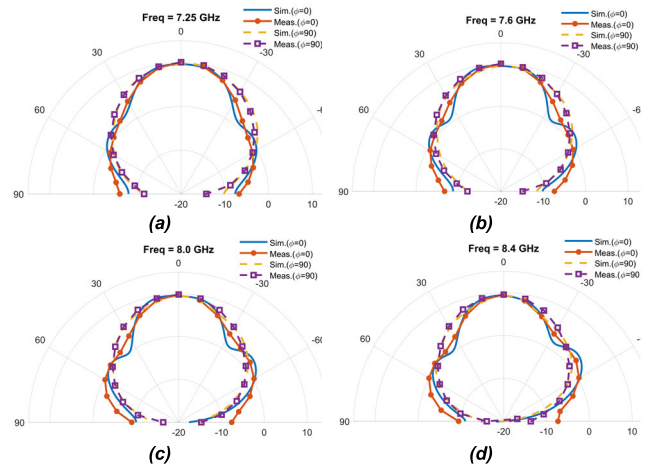 Freq = 7.25 GHz
Sim.(ϕ=0)
Meas.(ϕ=0)
Sim.(ϕ=90)
Meas.(ϕ=90)
0
30
-30
60
-6
90
-20
-10
0
10
(a)
Freq = 7.6 GHz
Sim.(ϕ=0)
Meas.(ϕ=0)
Sim.(ϕ=90)
Meas.(ϕ=90)
0
30
-30
60
-6
90
-20
-10
0
10
(b)
Freq = 8.0 GHz
Sim.(ϕ=0)
Meas.(ϕ=0)
Sim.(ϕ=90)
Meas.(ϕ=90
0
30
-30
60
-60
90
-20
-10
0
10
(c)
Freq = 8.4 GHz
Sim.(ϕ=0)
Meas.(ϕ=0)
Sim.(ϕ=90)
Meas.(ϕ=90
0
30
-30
60
90
-20
-10
0
10
(d)